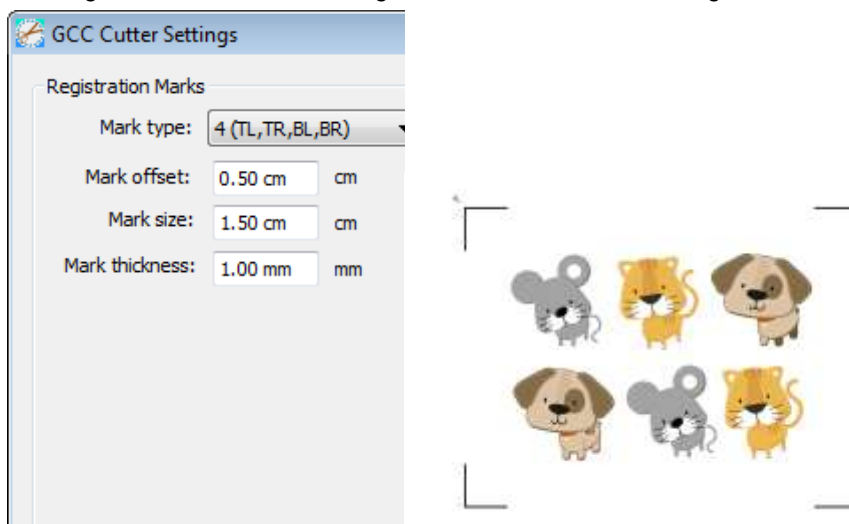 GCC Cutter Settings
Registration Marks
Mark type: 4 (TL,TR,BL,BR)
Mark offset: 0.50 cm cm
Mark size: 1.50 cm cm
Mark thickness: 1.00 mm mm